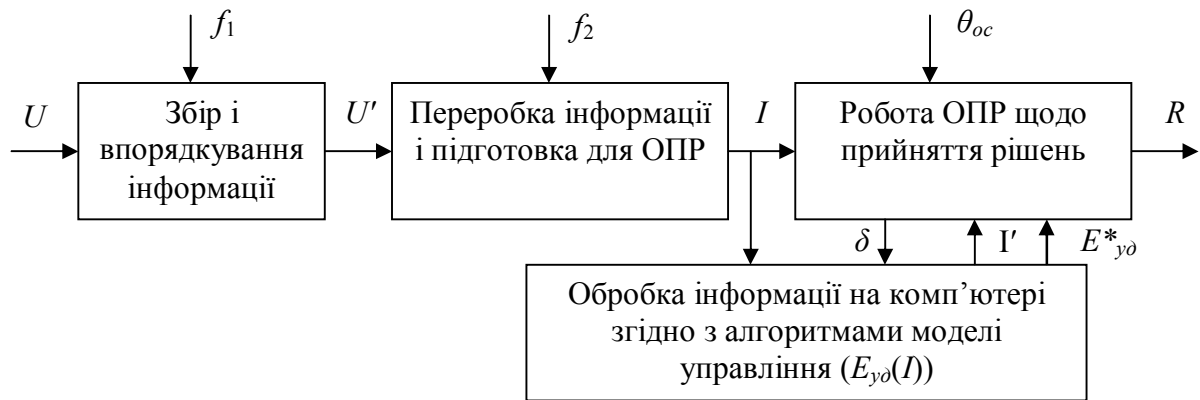 f1
f2
θос
U
Збір і
впорядкування
інформації
U′
Переробка інформації
і підготовка для ОПР
I
Робота ОПР щодо
прийняття рішень
R
δ
I′
E*уд
Обробка інформації на комп’ютері
згідно з алгоритмами моделі
управління (Eуд(I))